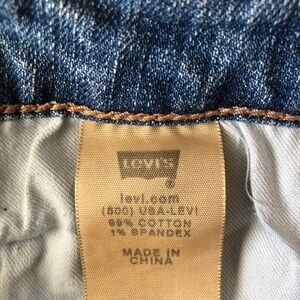 LEVI'S
®
levi.com
(800) USA-LEVI
99% COTTON
1% SPANDEX
MADE IN
CHINA